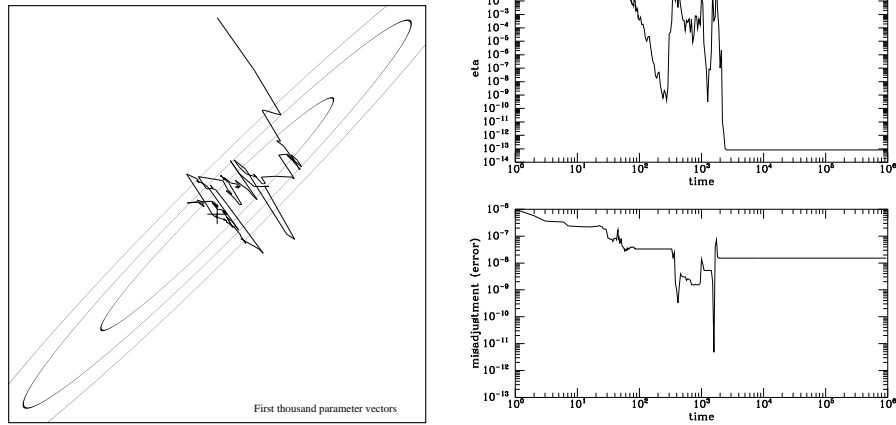 First thousand parameter vectors
eta
10⁻³
10⁻⁴
10⁻⁵
10⁻⁶
10⁻⁷
10⁻⁸
10⁻⁹
10⁻¹⁰
10⁻¹¹
10⁻¹²
10⁻¹³
10⁻¹⁴
10⁰ 10¹ 10² 10³ 10⁴ 10⁵ 10⁶
time
misadjustment (error)
10⁻⁶
10⁻⁷
10⁻⁸
10⁻⁹
10⁻¹⁰
10⁻¹¹
10⁻¹²
10⁻¹³
10⁰ 10¹ 10² 10³ 10⁴ 10⁵ 10⁶
time